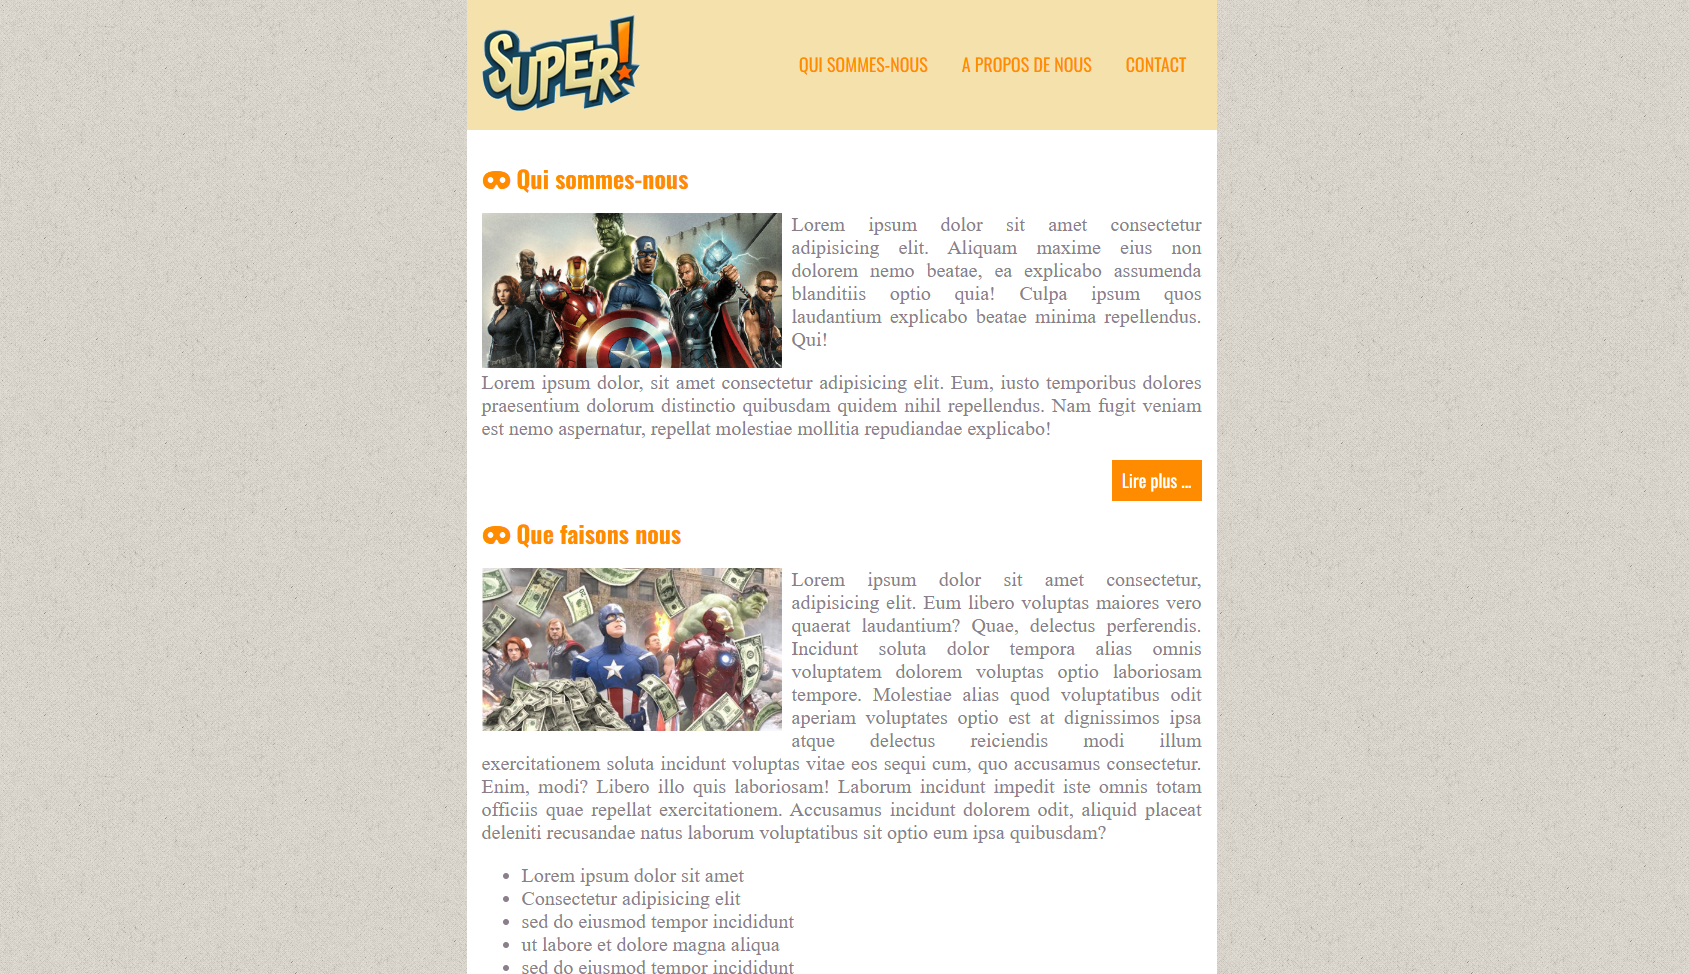 SUPER!
QUI SOMMES-NOUS A PROPOS DE NOUS CONTACT
Qui sommes-nous
Lorem ipsum dolor sit amet consectetur
adipisicing elit. Aliquam maxime eius non
dolorem nemo beatae, ea explicabo assumenda
blanditiis optio quia! Culpa ipsum quos
laudantium explicabo beatae minima repellendus.
Qui!
Lorem ipsum dolor, sit amet consectetur adipisicing elit. Eum, iusto temporibus dolores
praesentium dolorum distinctio quibusdam quidem nihil repellendus. Nam fugit veniam
est nemo aspernatur, repellat molestiae mollitia repudiandae explicabo!
Lire plus ...
Que faisons nous
Lorem ipsum dolor sit amet consectetur,
adipisicing elit. Eum libero voluptas maiores vero
quaerat laudantium? Quae, delectus perferendis.
Incidunt soluta dolor tempora alias omnis
voluptatem dolorem voluptas optio laboriosam
tempore. Molestiae alias quod voluptatibus odit
aperiam voluptates optio est at dignissimos ipsa
atque delectus reiciendis modi illum
exercitationem soluta incidunt voluptas vitae eos sequi cum, quo accusamus consectetur.
Enim, modi? Libero illo quis laboriosam! Laborum incidunt impedit iste omnis totam
officiis quae repellat exercitationem. Accusamus incidunt dolorem odit, aliquid placeat
deleniti recusandae natus laborum voluptatibus sit optio eum ipsa quibusdam?
Lorem ipsum dolor sit amet
Consectetur adipisicing elit
sed do eiusmod tempor incididunt
ut labore et dolore magna aliqua
sed do eiusmod tempor incididunt